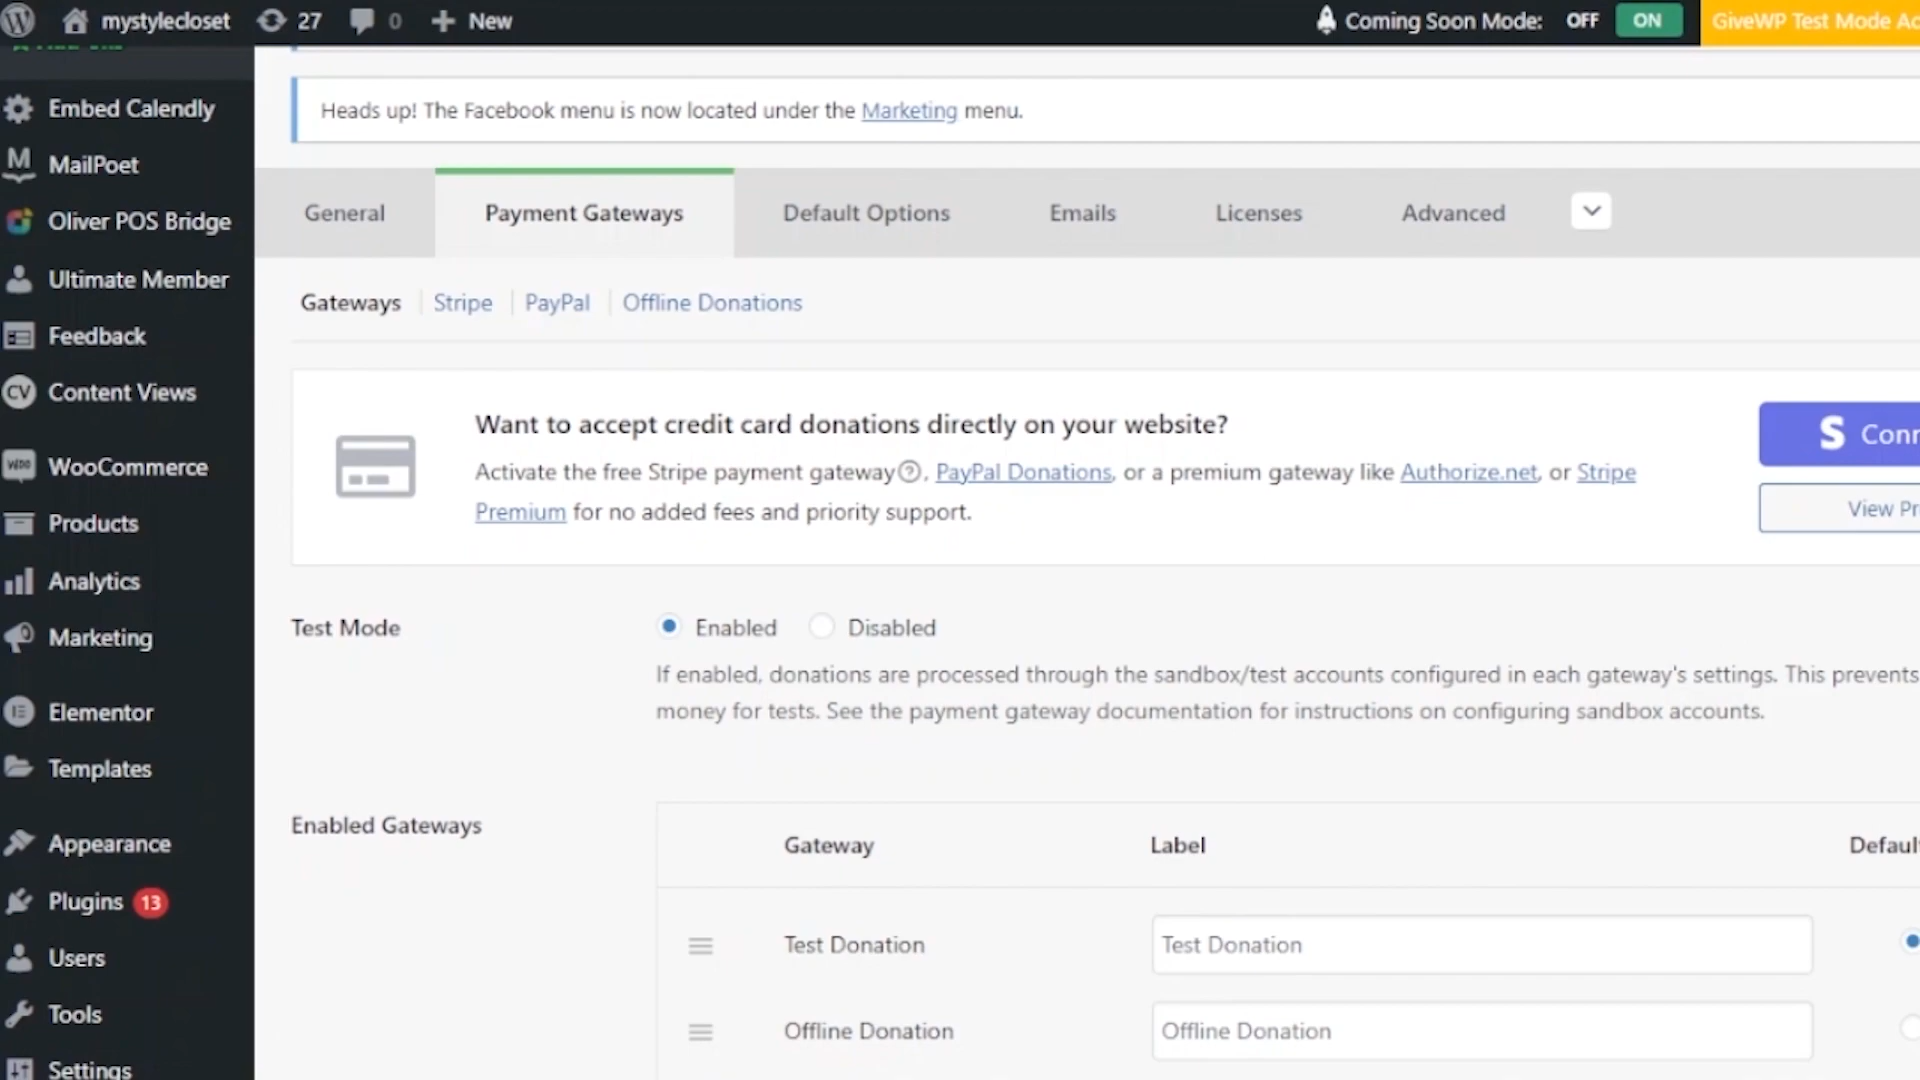 mystylecloset 27 0 New Coming Soon Mode: OFF ON GiveWP Test Mode Ac
Embed Calendly
MailPoet
Oliver POS Bridge
Ultimate Member
Feedback
Content Views
WooCommerce
Products
Analytics
Marketing
Elementor
Templates
Appearance
Plugins 13
Users
Tools
Settings
Heads up! The Facebook menu is now located under the Marketing menu.
General Payment Gateways Default Options Emails Licenses Advanced
Gateways Stripe PayPal Offline Donations
Want to accept credit card donations directly on your website?
Activate the free Stripe payment gateway?, PayPal Donations, or a premium gateway like Authorize.net, or Stripe
Premium for no added fees and priority support.
S Conn
View Pr
Test Mode
Enabled Disabled
If enabled, donations are processed through the sandbox/test accounts configured in each gateway's settings. This prevents
money for tests. See the payment gateway documentation for instructions on configuring sandbox accounts.
Enabled Gateways
Gateway Label Default
Test Donation Test Donation
Offline Donation Offline Donation